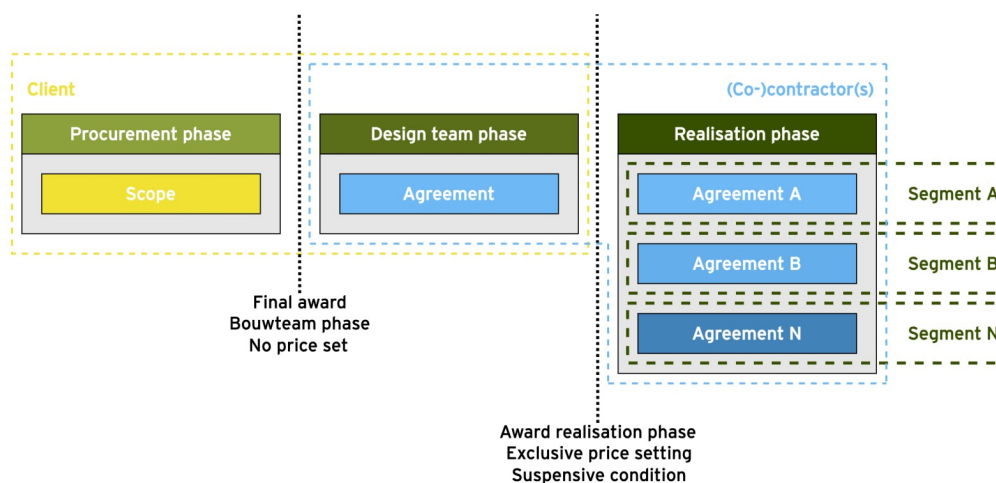 Client
(Co-)contractor(s)
Procurement phase
Design team phase
Realisation phase
Scope
Agreement
Agreement A
Segment A
Agreement B
Segment B
Agreement N
Segment N
Final award
Bouwteam phase
No price set
Award realisation phase
Exclusive price setting
Suspensive condition